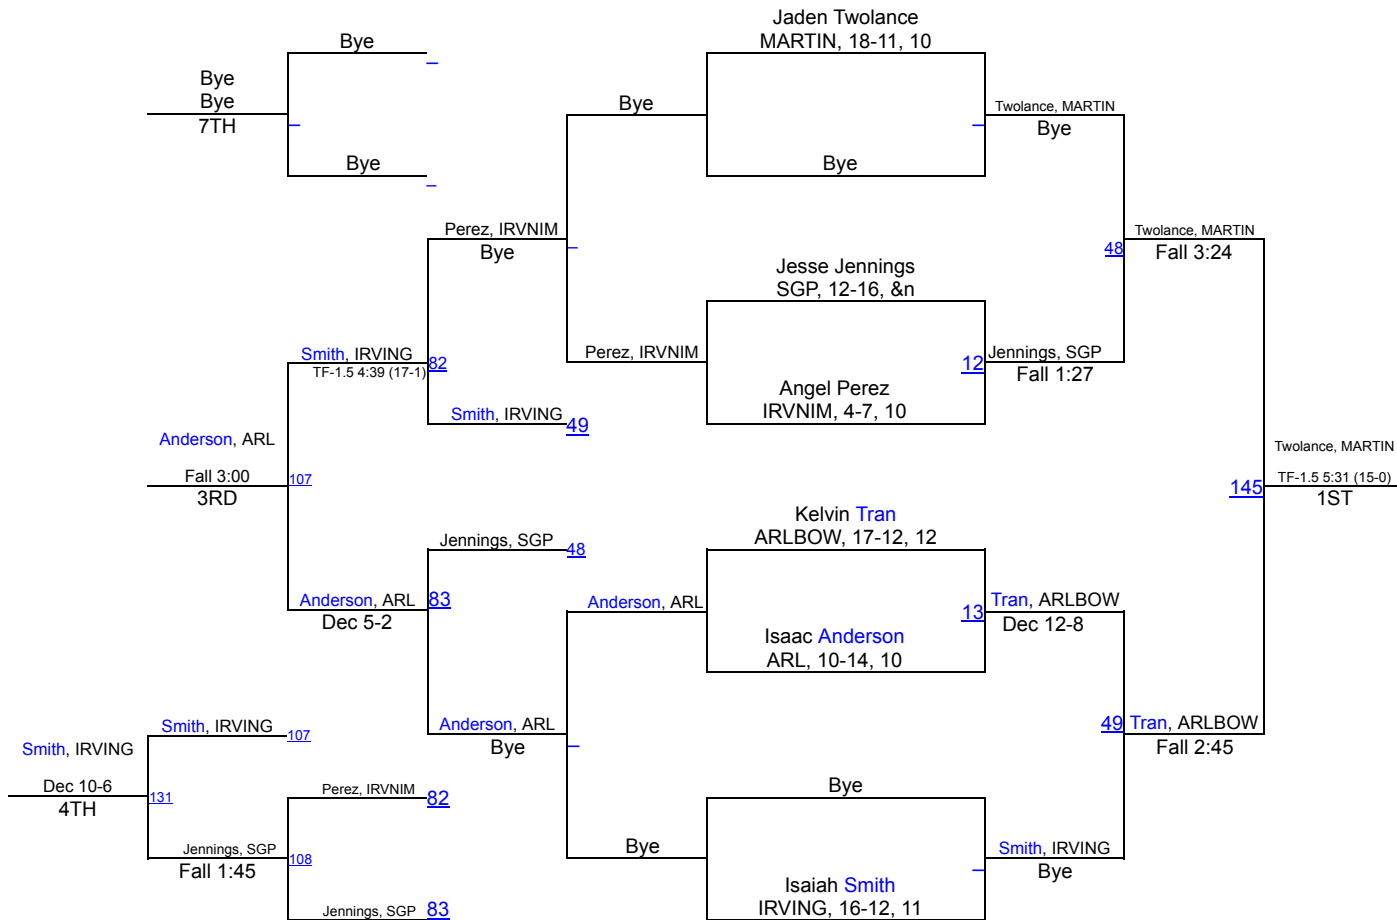 Jaden Twolance
MARTIN, 18-11, 10
Bye
_
Bye
Bye
7TH
_
Bye
_
Bye
Twolance, MARTIN
_
Bye
Bye
Perez, IRVNIM
_
Bye
Twolance, MARTIN
48
Fall 3:24
Jesse Jennings
SGP, 12-16, &n
Smith, IRVING
82
TF-1.5 4:39 (17-1)
Perez, IRVNIM
12
Jennings, SGP
Fall 1:27
Angel Perez
IRVNIM, 4-7, 10
Smith, IRVING
49
Anderson, ARL
Fall 3:00
107
3RD
Twolance, MARTIN
145
TF-1.5 5:31 (15-0)
1ST
Kelvin Tran
ARLBOW, 17-12, 12
Jennings, SGP
48
Anderson, ARL
83
Dec 5-2
Anderson, ARL
13
Tran, ARLBOW
Dec 12-8
Isaac Anderson
ARL, 10-14, 10
Smith, IRVING
107
Anderson, ARL
_
Bye
49
Tran, ARLBOW
Fall 2:45
Smith, IRVING
Dec 10-6
131
4TH
Perez, IRVNIM
82
Bye
Jennings, SGP
108
Fall 1:45
Bye
Smith, IRVING
_
Bye
Isaiah Smith
IRVING, 16-12, 11
Jennings, SGP
83